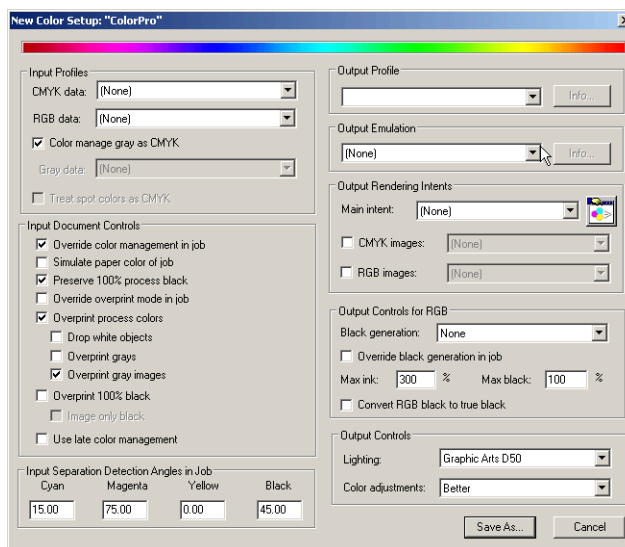 New Color Setup: "ColorPro"
Input Profiles
CMYK data: (None)
RGB data: (None)
Color manage gray as CMYK
Gray data: (None)
Treat spot colors as CMYK
Input Document Controls
Override color management in job
Simulate paper color of job
Preserve 100% process black
Override overprint mode in job
Overprint process colors
Drop white objects
Overprint grays
Overprint gray images
Overprint 100% black
Image only black
Use late color management
Input Separation Detection Angles in Job
Cyan Magenta Yellow Black
15.00 75.00 0.00 45.00
Output Profile
Info...
Output Emulation
(None) Info...
Output Rendering Intents
Main intent: (None)
CMYK images: (None)
RGB images: (None)
Output Controls for RGB
Black generation: None
Override black generation in job
Max ink: 300 % Max black: 100 %
Convert RGB black to true black
Output Controls
Lighting: Graphic Arts D50
Color adjustments: Better
Save As... Cancel